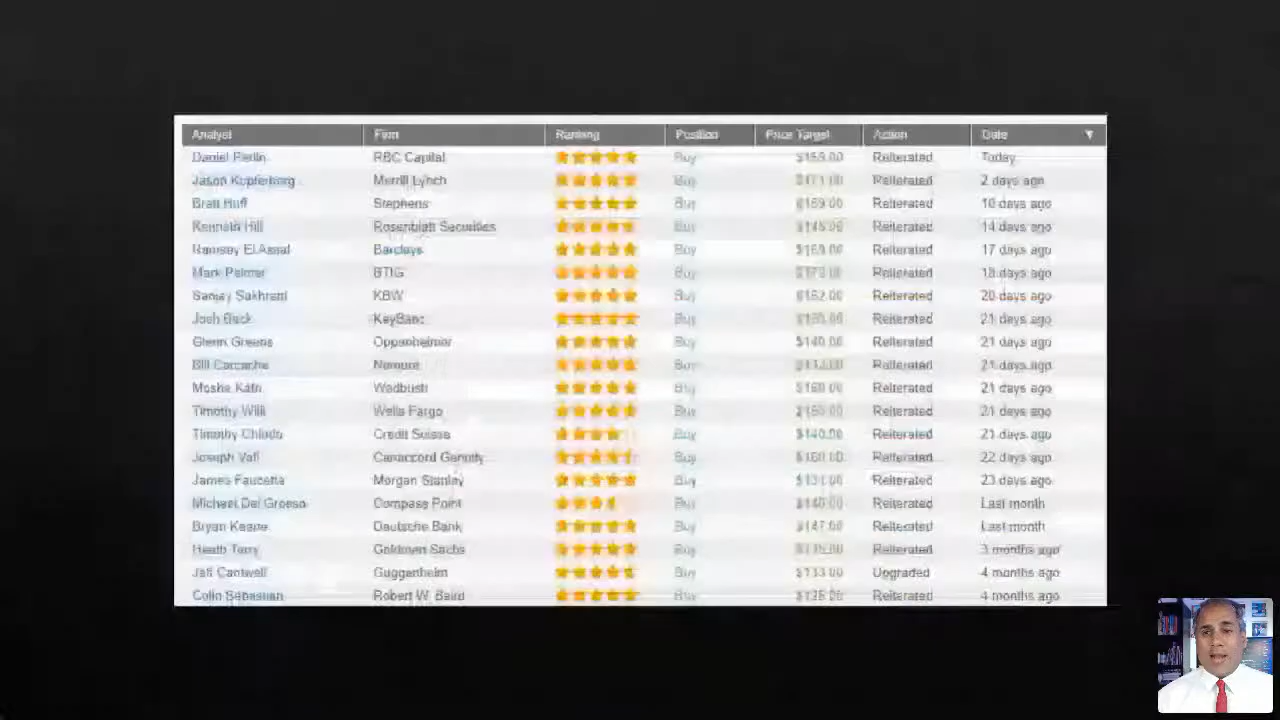 Analyst Firm Ranking Position Price Target Action Date
Daniel Perlin RBC Capital Buy Reiterated Today
Jason Kupferberg Merrill Lynch Buy Reiterated 2 days ago
Brett Huff Stephens Buy $169.00 Reiterated 10 days ago
Kenneth Hill Rosenblatt Securities Buy Reiterated 14 days ago
Ramsey El Assal Barclays Buy Reiterated 17 days ago
Mark Palmer BTIG Buy Reiterated 18 days ago
Sanjay Sakhrani KBW Buy $162.00 Reiterated 20 days ago
Josh Beck KeyBanc Buy Reiterated 21 days ago
Glenn Greene Oppenheimer Buy $140.00 Reiterated 21 days ago
Bill Carcache Nomura Buy Reiterated 21 days ago
Moshe Katri Wedbush Buy Reiterated 21 days ago
Timothy Willi Wells Fargo Buy Reiterated 21 days ago
Timothy Chiodo Credit Suisse Buy $140.00 Reiterated 21 days ago
Joseph Vafi Canaccord Genuity Buy Reiterated 22 days ago
James Faucette Morgan Stanley Buy Reiterated 23 days ago
Michael Del Grosso Compass Point Buy Reiterated Last month
Bryan Keane Deutsche Bank Buy $147.00 Reiterated Last month
Heath Terry Goldman Sachs Buy Reiterated 3 months ago
Jeff Cantwell Guggenheim Buy $133.00 Upgraded 4 months ago
Colin Sebastian Robert W. Baird Buy Reiterated 4 months ago